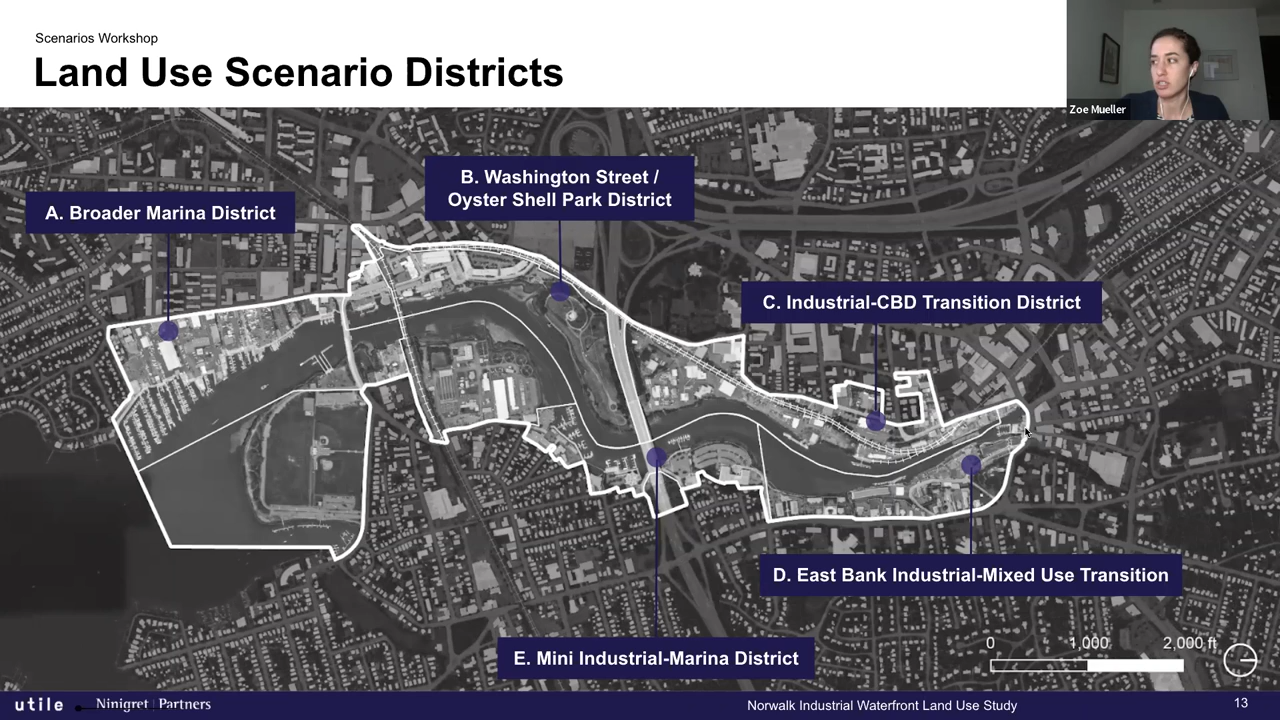 Scenarios Workshop
Land Use Scenario Districts
Zoe Mueller
B. Washington Street /
Oyster Shell Park District
A. Broader Marina District
C. Industrial-CBD Transition District
D. East Bank Industrial-Mixed Use Transition
E. Mini Industrial-Marina District
0 1,000 2,000 ft
utile
Ninigret | Partners
Norwalk Industrial Waterfront Land Use Study
13